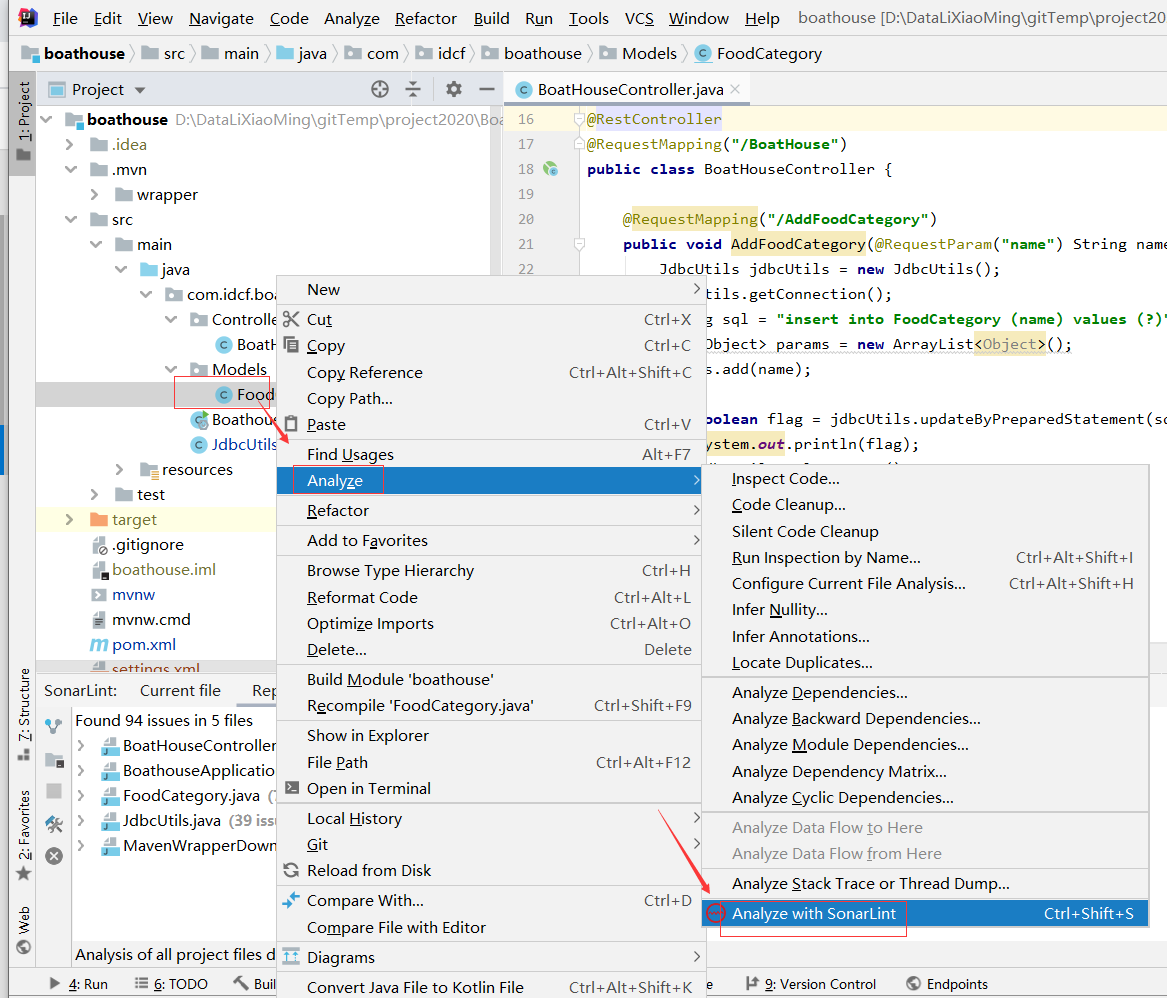 File Edit View Navigate Code Analyze Refactor Build Run Tools VCS Window Help boathouse [D:\DataLiXiaoMing\gitTemp\project20
boathouse src main java com idcf boathouse Models FoodCategory
1: Project
Project
BoatHouseController.java
boathouse D:\DataLiXiaoMing\gitTemp\project2020\Boa
.idea
.mvn
wrapper
src
main
java
com.idcf.boa
Controlle
BoatH
Models
Food
Boathous
JdbcUtils
resources
test
target
.gitignore
boathouse.iml
mvnw
mvnw.cmd
pom.xml
settings.xml
16 @RestController
17 @RequestMapping("/BoatHouse")
18 public class BoatHouseController {
19
20 @RequestMapping("/AddFoodCategory")
21 public void AddFoodCategory(@RequestParam("name") String name
22 JdbcUtils jdbcUtils = new JdbcUtils();
tils.getConnection();
g sql = "insert into FoodCategory (name) values (?)"
Object> params = new ArrayList<Object>();
s.add(name);
oolean flag = jdbcUtils.updateByPreparedStatement(sq
ystem.out.println(flag);
New
Cut Ctrl+X
Copy Ctrl+C
Copy Reference Ctrl+Alt+Shift+C
Copy Path...
Paste Ctrl+V
Find Usages Alt+F7
Analyze
Refactor
Add to Favorites
Browse Type Hierarchy Ctrl+H
Reformat Code Ctrl+Alt+L
Optimize Imports Ctrl+Alt+O
Delete... Delete
Build Module 'boathouse'
Recompile 'FoodCategory.java' Ctrl+Shift+F9
Show in Explorer
File Path Ctrl+Alt+F12
Open in Terminal
Local History
Git
Reload from Disk
Compare With... Ctrl+D
Compare File with Editor
Diagrams
Convert Java File to Kotlin File Ctrl+Alt+Shift+K
Inspect Code...
Code Cleanup...
Silent Code Cleanup
Run Inspection by Name... Ctrl+Alt+Shift+I
Configure Current File Analysis... Ctrl+Alt+Shift+H
Infer Nullity...
Infer Annotations...
Locate Duplicates...
Analyze Dependencies...
Analyze Backward Dependencies...
Analyze Module Dependencies...
Analyze Dependency Matrix...
Analyze Cyclic Dependencies...
Analyze Data Flow to Here
Analyze Data Flow from Here
Analyze Stack Trace or Thread Dump...
Analyze with SonarLint Ctrl+Shift+S
7: Structure
2: Favorites
Web
SonarLint: Current file Rep
Found 94 issues in 5 files
BoatHouseController
BoathouseApplicatio
FoodCategory.java
JdbcUtils.java (39 issu
MavenWrapperDown
Analysis of all project files d
4: Run 6: TODO Buil 9: Version Control Endpoints